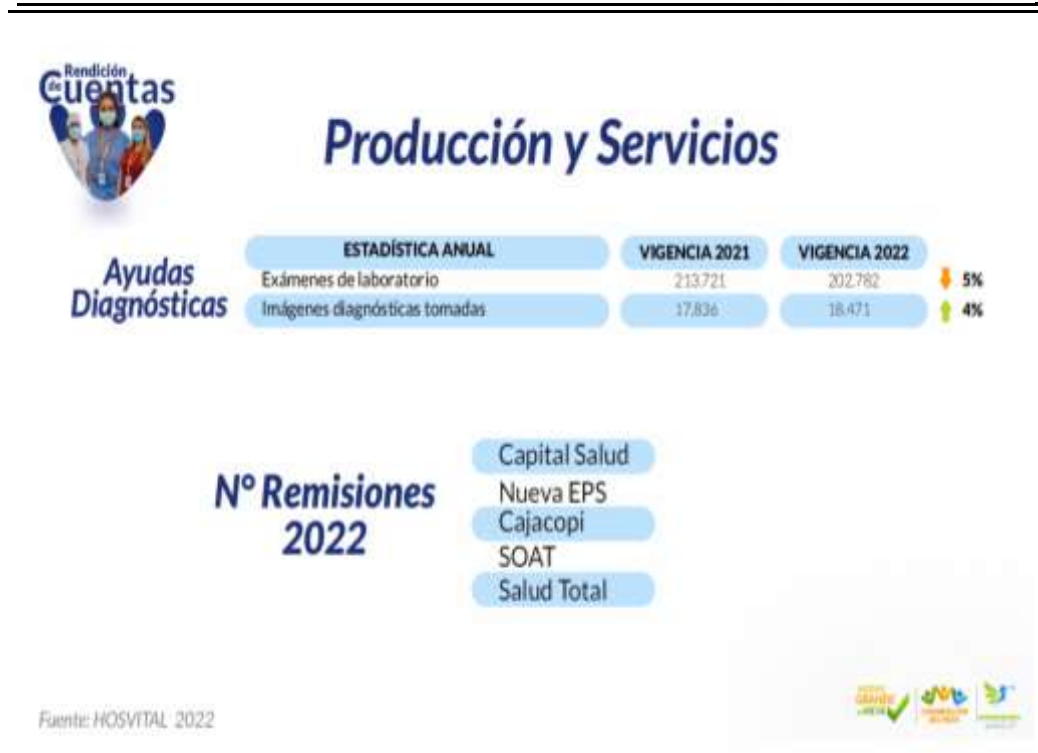 Rendición
de
Cuentas
Producción y Servicios
Ayudas
Diagnósticas
ESTADÍSTICA ANUAL VIGENCIA 2021 VIGENCIA 2022
Exámenes de laboratorio 213.721 202.782 5%
Imágenes diagnósticas tomadas 17.836 18.471 4%
N° Remisiones
2022
Capital Salud
Nueva EPS
Cajacopi
SOAT
Salud Total
Fuente: HOSVITAL 2022
GRANDE